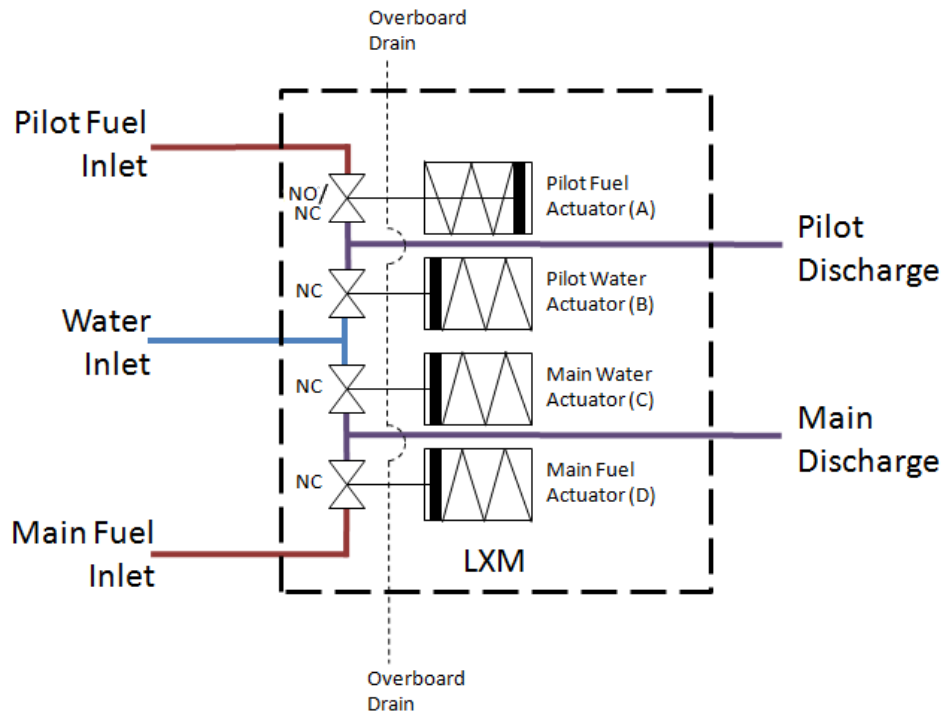 Overboard
Drain
Pilot Fuel
Inlet
NO/
NC
Pilot Fuel
Actuator (A)
Pilot
Discharge
NC
Pilot Water
Actuator (B)
Water
Inlet
NC
Main Water
Actuator (C)
Main
Discharge
NC
Main Fuel
Actuator (D)
Main Fuel
Inlet
LXM
Overboard
Drain